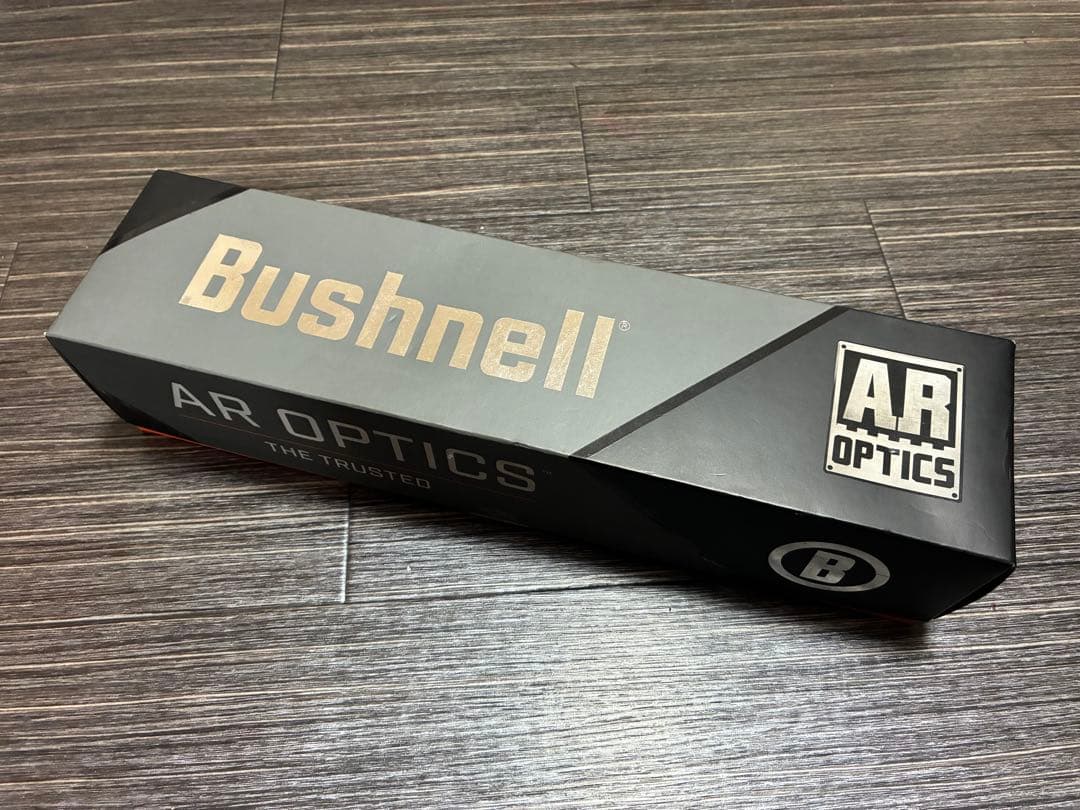 Bushnell®
AR OPTICS™
THE TRUSTED
AR
OPTICS
B